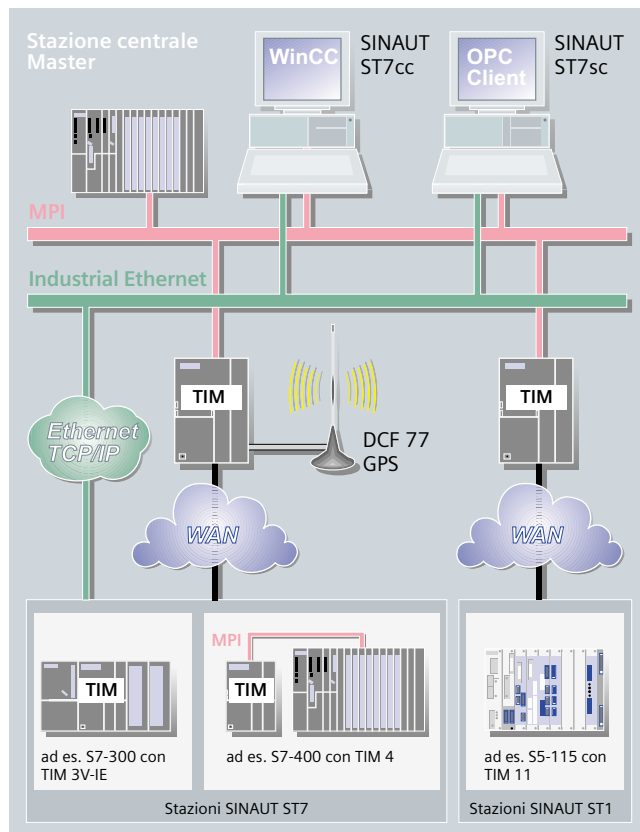 Stazione centrale
Master
WinCC
SINAUT
ST7cc
OPC
Client
SINAUT
ST7sc
MPI
Industrial Ethernet
TIM
TIM
Ethernet
TCP/IP
DCF 77
GPS
WAN
WAN
MPI
TIM
TIM
ad es. S7-300 con
TIM 3V-IE
ad es. S7-400 con TIM 4
ad es. S5-115 con
TIM 11
Stazioni SINAUT ST7
Stazioni SINAUT ST1